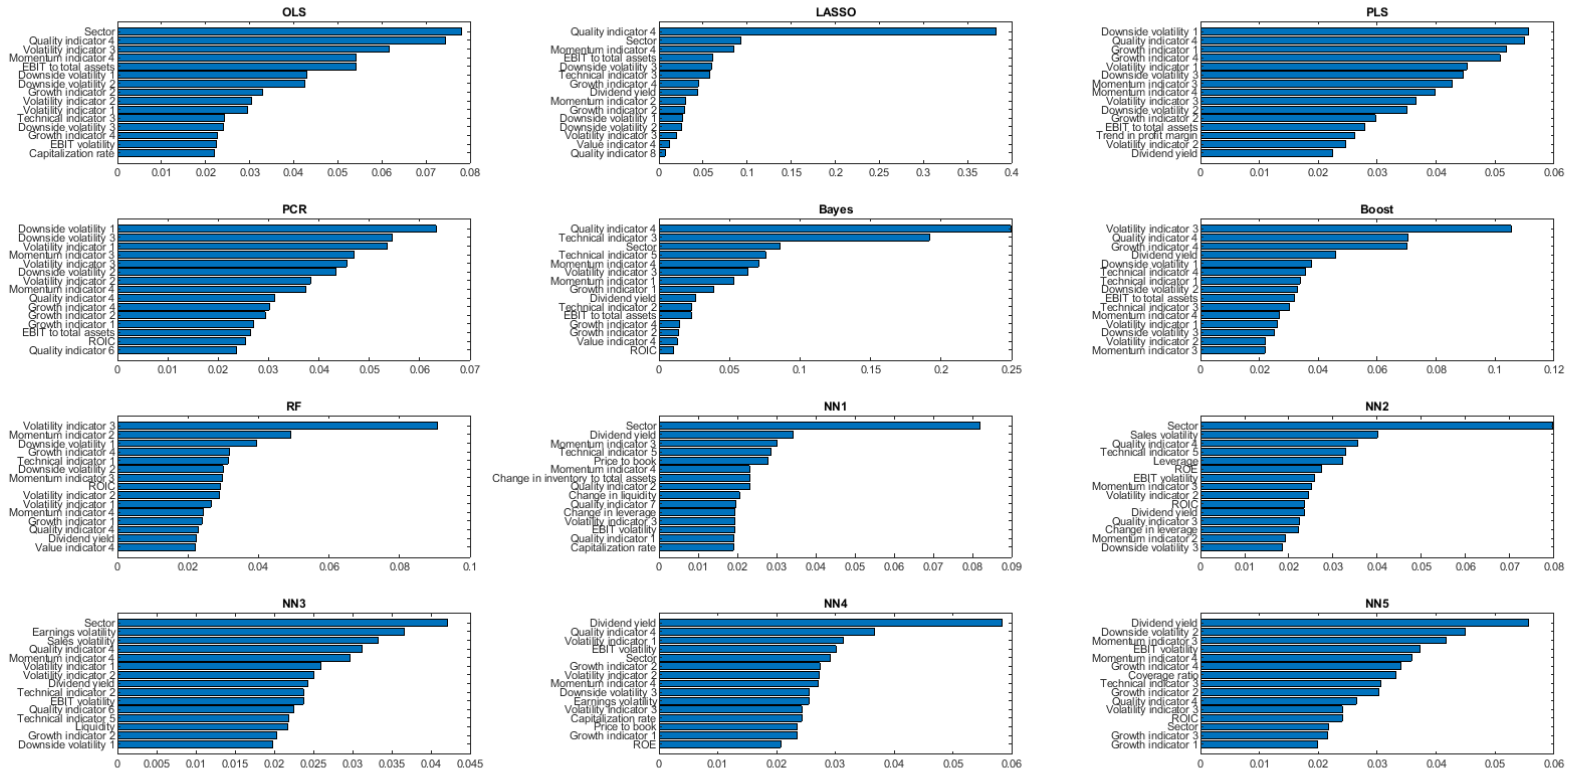 OLS
Sector
Quality indicator 4
Volatility indicator 3
Momentum indicator 4
EBIT to total assets
Downside volatility 1
Downside volatility 2
Growth indicator 2
Volatility indicator 2
Volatility indicator 1
Technical indicator 3
Downside volatility 3
Growth indicator 4
EBIT volatility
Capitalization rate
0 0.01 0.02 0.03 0.04 0.05 0.06 0.07 0.08
LASSO
Quality indicator 4
Sector
Momentum indicator 4
EBIT to total assets
Downside volatility 3
Technical indicator 3
Growth indicator 4
Dividend yield
Momentum indicator 2
Growth indicator 2
Downside volatility 1
Downside volatility 2
Volatility indicator 3
Value indicator 4
Quality indicator 8
0 0.05 0.1 0.15 0.2 0.25 0.3 0.35 0.4
PLS
Downside volatility 1
Quality indicator 4
Growth indicator 1
Growth indicator 4
Volatility indicator 1
Downside volatility 3
Momentum indicator 3
Momentum indicator 4
Volatility indicator 3
Downside volatility 2
Growth indicator 2
EBIT to total assets
Trend in profit margin
Volatility indicator 2
Dividend yield
0 0.01 0.02 0.03 0.04 0.05 0.06
PCR
Downside volatility 1
Downside volatility 3
Volatility indicator 1
Momentum indicator 3
Volatility indicator 3
Downside volatility 2
Volatility indicator 2
Momentum indicator 4
Quality indicator 4
Growth indicator 4
Growth indicator 2
Growth indicator 1
EBIT to total assets
ROIC
Quality indicator 6
0 0.01 0.02 0.03 0.04 0.05 0.06 0.07
Bayes
Quality indicator 4
Technical indicator 3
Sector
Technical indicator 5
Momentum indicator 4
Volatility indicator 3
Momentum indicator 1
Growth indicator 1
Dividend yield
Technical indicator 2
EBIT to total assets
Growth indicator 4
Growth indicator 2
Value indicator 4
ROIC
0 0.05 0.1 0.15 0.2 0.25
Boost
Volatility indicator 3
Quality indicator 4
Growth indicator 4
Dividend yield
Downside volatility 1
Technical indicator 4
Technical indicator 1
Downside volatility 2
EBIT to total assets
Technical indicator 3
Momentum indicator 4
Volatility indicator 1
Downside volatility 3
Volatility indicator 2
Momentum indicator 3
0 0.02 0.04 0.06 0.08 0.1 0.12
RF
Volatility indicator 3
Momentum indicator 2
Downside volatility 1
Growth indicator 4
Technical indicator 1
Downside volatility 2
Momentum indicator 3
ROIC
Volatility indicator 2
Volatility indicator 1
Momentum indicator 4
Growth indicator 1
Quality indicator 4
Dividend yield
Value indicator 4
0 0.02 0.04 0.06 0.08 0.1
NN1
Sector
Dividend yield
Momentum indicator 3
Technical indicator 5
Price to book
Momentum indicator 4
Change in inventory to total assets
Quality indicator 2
Change in liquidity
Quality indicator 7
Change in leverage
Volatility indicator 3
EBIT volatility
Quality indicator 1
Capitalization rate
0 0.01 0.02 0.03 0.04 0.05 0.06 0.07 0.08 0.09
NN2
Sector
Sales volatility
Quality indicator 4
Technical indicator 5
Leverage
ROE
EBIT volatility
Momentum indicator 3
Volatility indicator 2
ROIC
Dividend yield
Quality indicator 3
Change in leverage
Momentum indicator 2
Downside volatility 3
0 0.01 0.02 0.03 0.04 0.05 0.06 0.07 0.08
NN3
Sector
Earnings volatility
Sales volatility
Quality indicator 4
Momentum indicator 4
Volatility indicator 1
Volatility indicator 2
Dividend yield
Technical indicator 2
EBIT volatility
Quality indicator 6
Technical indicator 5
Liquidity
Growth indicator 2
Downside volatility 1
0 0.005 0.01 0.015 0.02 0.025 0.03 0.035 0.04 0.045
NN4
Dividend yield
Quality indicator 4
Volatility indicator 1
EBIT volatility
Sector
Growth indicator 2
Volatility indicator 2
Momentum indicator 4
Downside volatility 3
Earnings volatility
Volatility indicator 3
Capitalization rate
Price to book
Growth indicator 1
ROE
0 0.01 0.02 0.03 0.04 0.05 0.06
NN5
Dividend yield
Downside volatility 2
Momentum indicator 3
EBIT volatility
Momentum indicator 4
Growth indicator 4
Coverage ratio
Technical indicator 3
Growth indicator 2
Quality indicator 4
Volatility indicator 3
ROIC
Sector
Growth indicator 3
Growth indicator 1
0 0.01 0.02 0.03 0.04 0.05 0.06